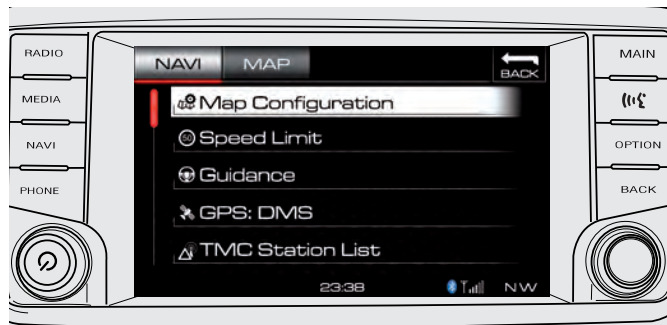 RADIO
MEDIA
NAVI
PHONE
NAVI MAP BACK
Map Configuration
50 Speed Limit
Guidance
GPS: DMS
TMC Station List
23:38 NW
MAIN
OPTION
BACK